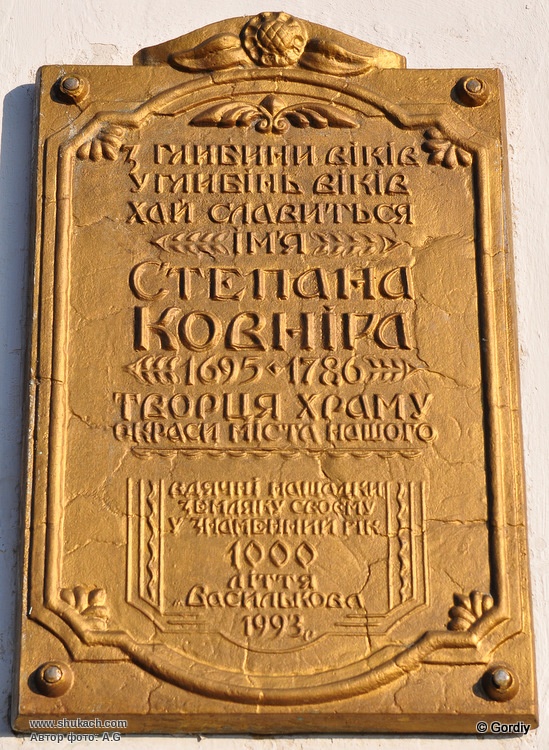 З ГЛИБИНИ ВІКІВ
У ГЛИБІНЬ ВІКІВ
ХАЙ СЛАВИТЬСЯ
ІМ'Я
СТЕПАНА
КОВНІРА
1695 · 1786
ТВОРЦЯ ХРАМУ
ОКРАСИ МІСТА НАШОГО
ВДЯЧНІ НАЩАДКИ
ЗЕМЛЯКУ СВОЄМУ
У ЗНАМЕННИЙ РІК
1000
ЛІТТЯ
ВАСИЛЬКОВА
1993
www.shukach.com
Автор фото: A.G
© Gordiy